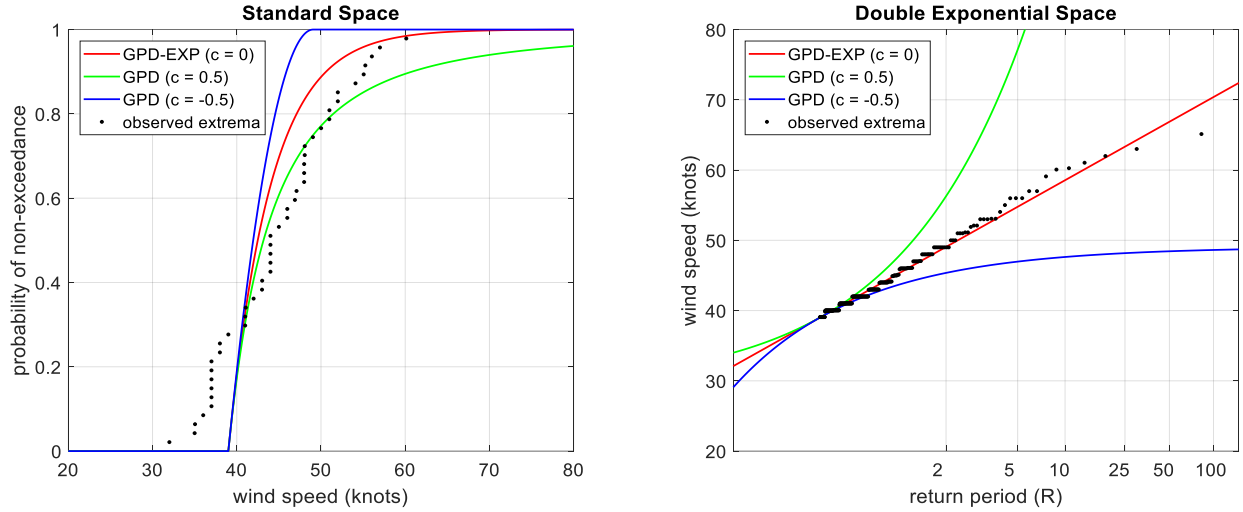 Standard Space
probability of non-exceedance
1
0.8
0.6
0.4
0.2
0
GPD-EXP (c = 0)
GPD (c = 0.5)
GPD (c = -0.5)
observed extrema
20 30 40 50 60 70 80
wind speed (knots)
Double Exponential Space
wind speed (knots)
80
70
60
50
40
30
20
GPD-EXP (c = 0)
GPD (c = 0.5)
GPD (c = -0.5)
observed extrema
2 5 10 25 50 100
return period (R)